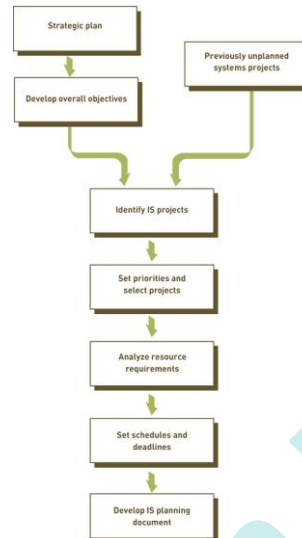 Strategic plan
Previously unplanned
systems projects
Develop overall objectives
Identify IS projects
Set priorities and
select projects
Analyze resource
requirements
Set schedules and
deadlines
Develop IS planning
document